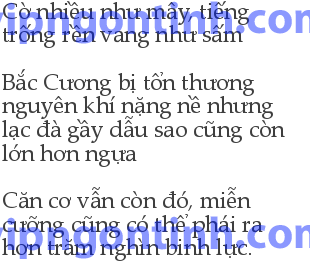 Cờ nhiều như mây, tiếng
trống rền vang như sấm
Bắc Cương bị tổn thương
nguyên khí nặng nề nhưng
lạc đà gầy dẫu sao cũng còn
lớn hơn ngựa
Căn cơ vẫn còn đó, miễn
cưỡng cũng có thể phái ra
hơn trăm nghìn binh lực.